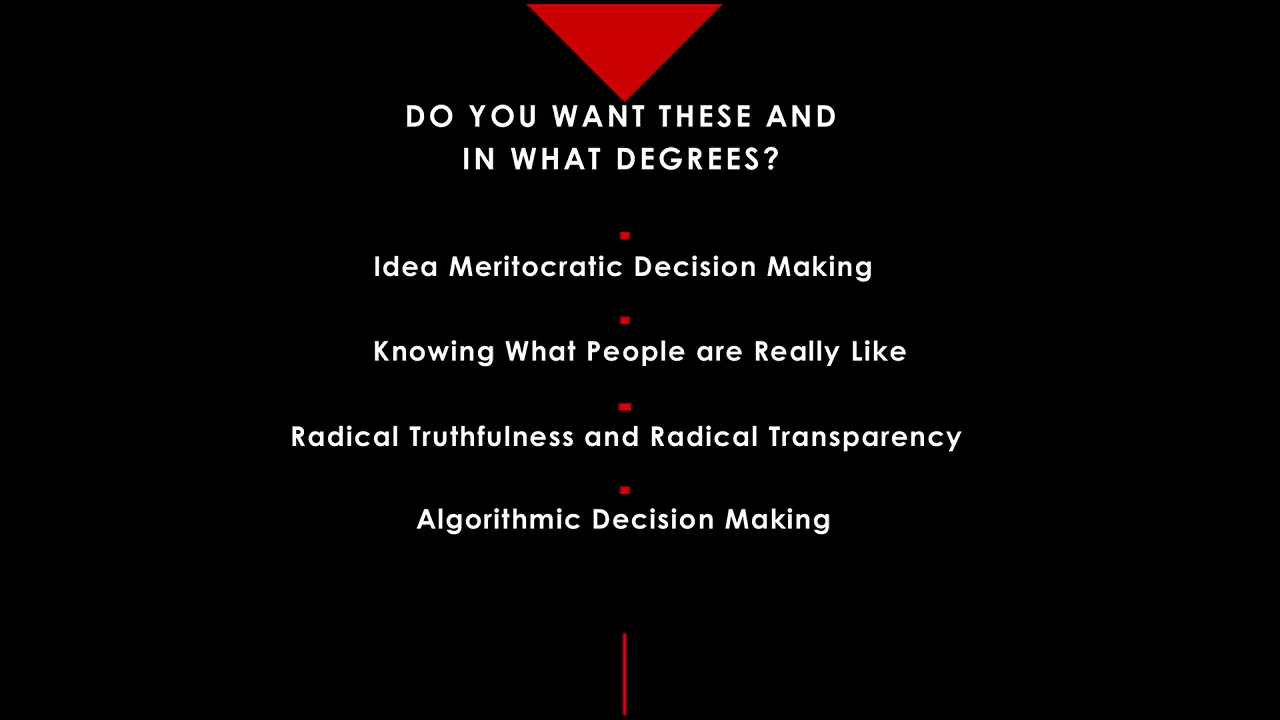 DO YOU WANT THESE AND
IN WHAT DEGREES?
Idea Meritocratic Decision Making
Knowing What People are Really Like
Radical Truthfulness and Radical Transparency
Algorithmic Decision Making